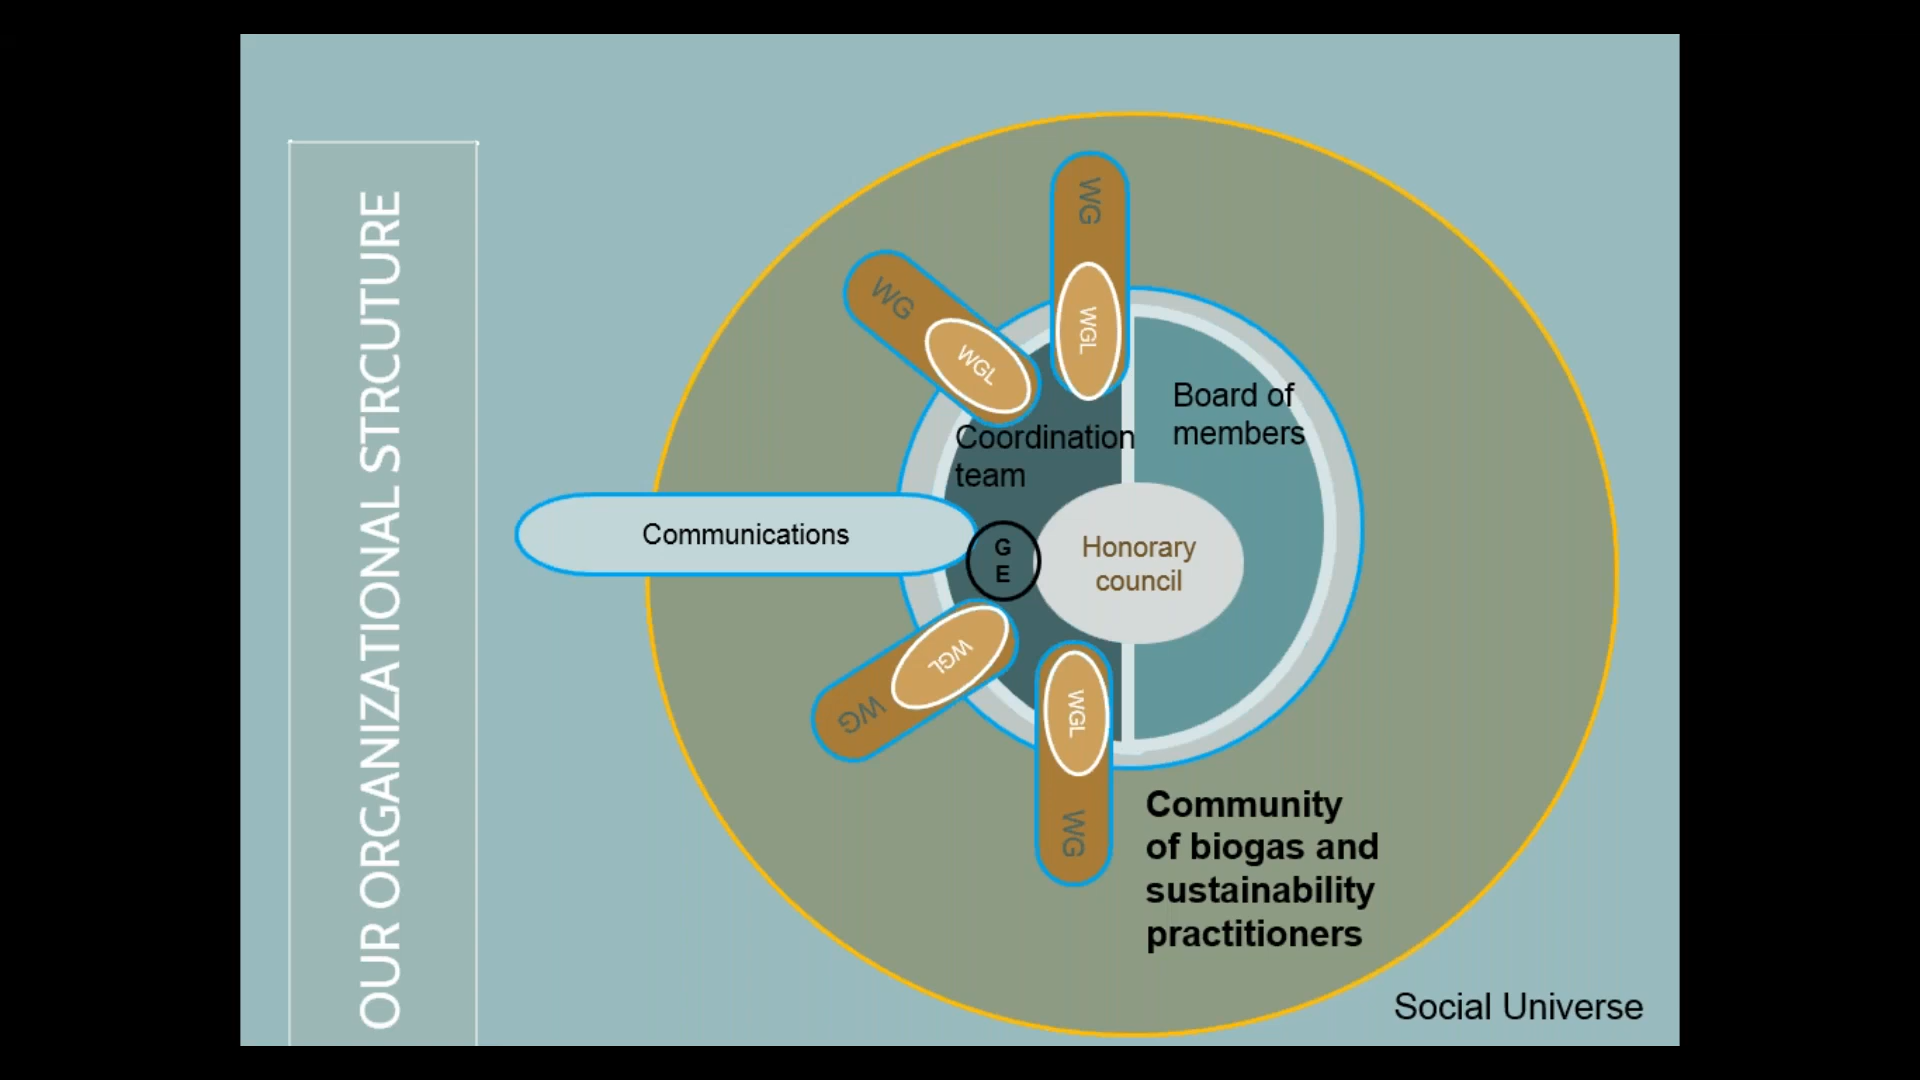 OUR ORGANIZATIONAL STRCUTURE
WG
WGL
WG
WGL
Board of
members
Coordination
team
Communications
G
E
Honorary
council
WGL
WG
WGL
WG
Community
of biogas and
sustainability
practitioners
Social Universe